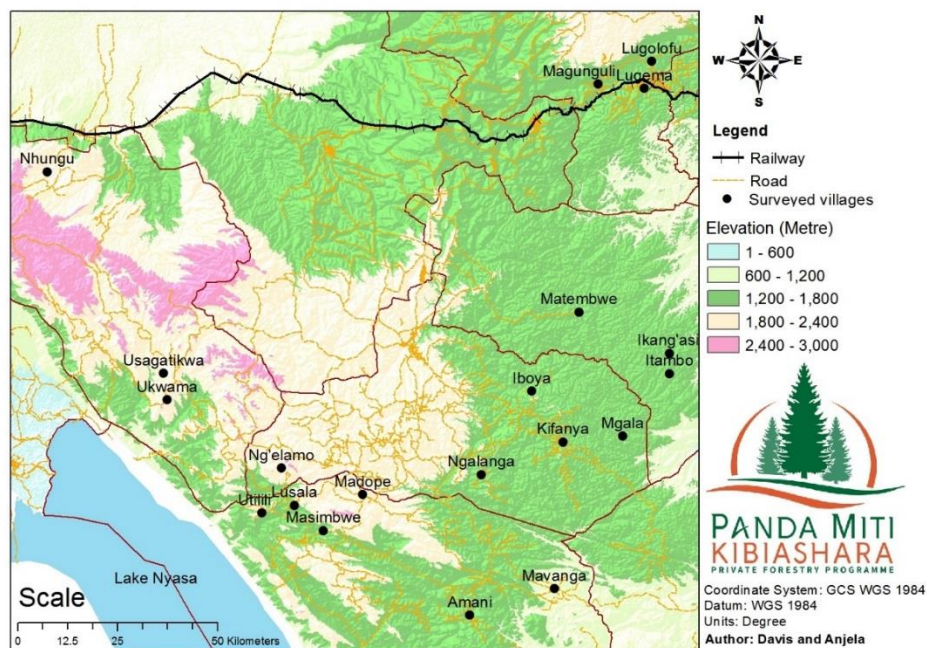 Lugolofu
Magunguli
Lugema
Nhungu
Matembwe
Ikang'asi
Itambo
Usagatikwa
Ukwama
Iboya
Kifanya
Mgala
Ng'elamo
Ngalanga
Madope
Utilili
Lusala
Masimbwe
Lake Nyasa
Mavanga
Amani
Scale
0 12.5 25 50 Kilometers
N
W E
S
Legend
Railway
Road
Surveyed villages
Elevation (Metre)
1 - 600
600 - 1,200
1,200 - 1,800
1,800 - 2,400
2,400 - 3,000
PANDA MITI
KIBIASHARA
PRIVATE FORESTRY PROGRAMME
Coordinate System: GCS WGS 1984
Datum: WGS 1984
Units: Degree
Author: Davis and Anjela